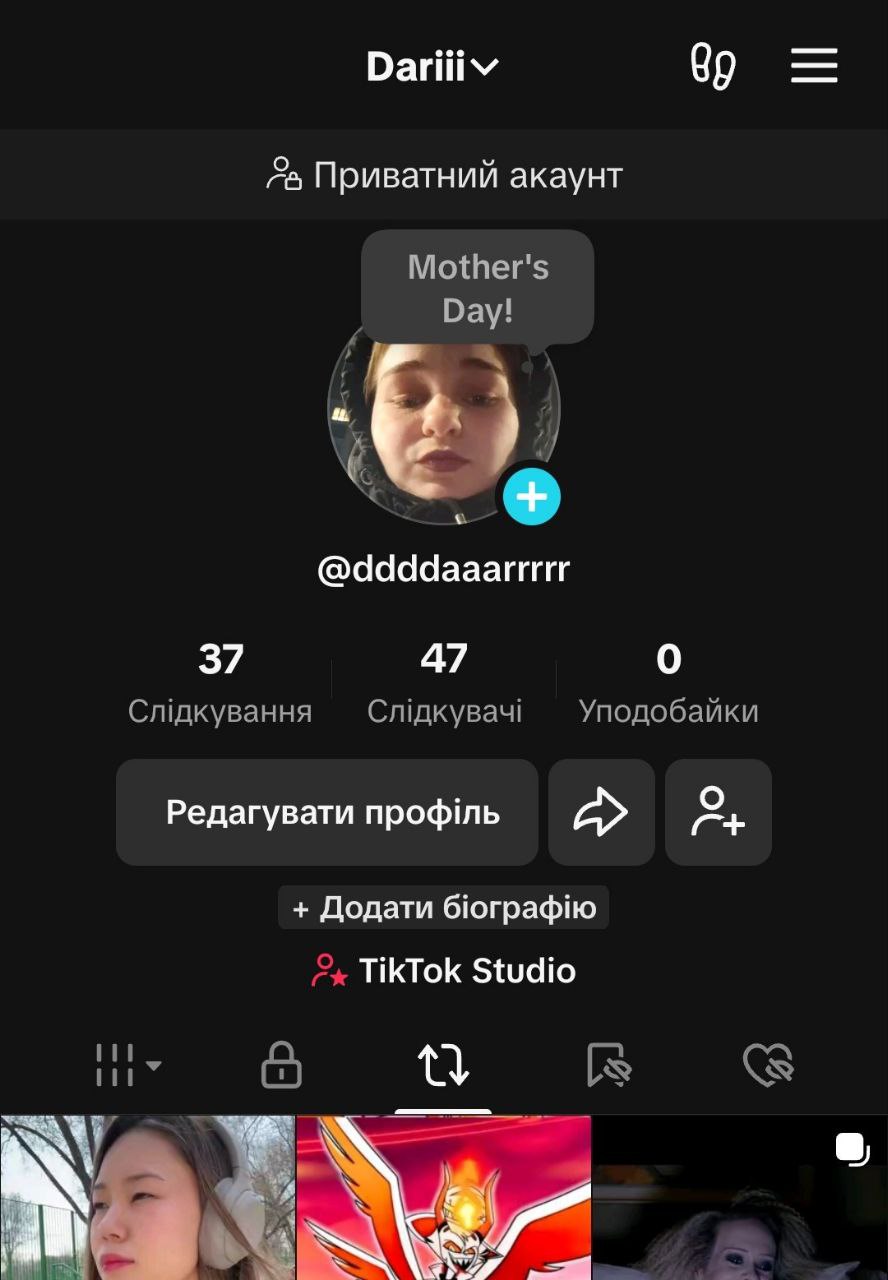 Dariii
Приватний акаунт
Mother's
Day!
@ddddaaarrrrr
37
47
0
Слідкування
Слідкувачі
Уподобайки
Редагувати профіль
+ Додати біографію
TikTok Studio